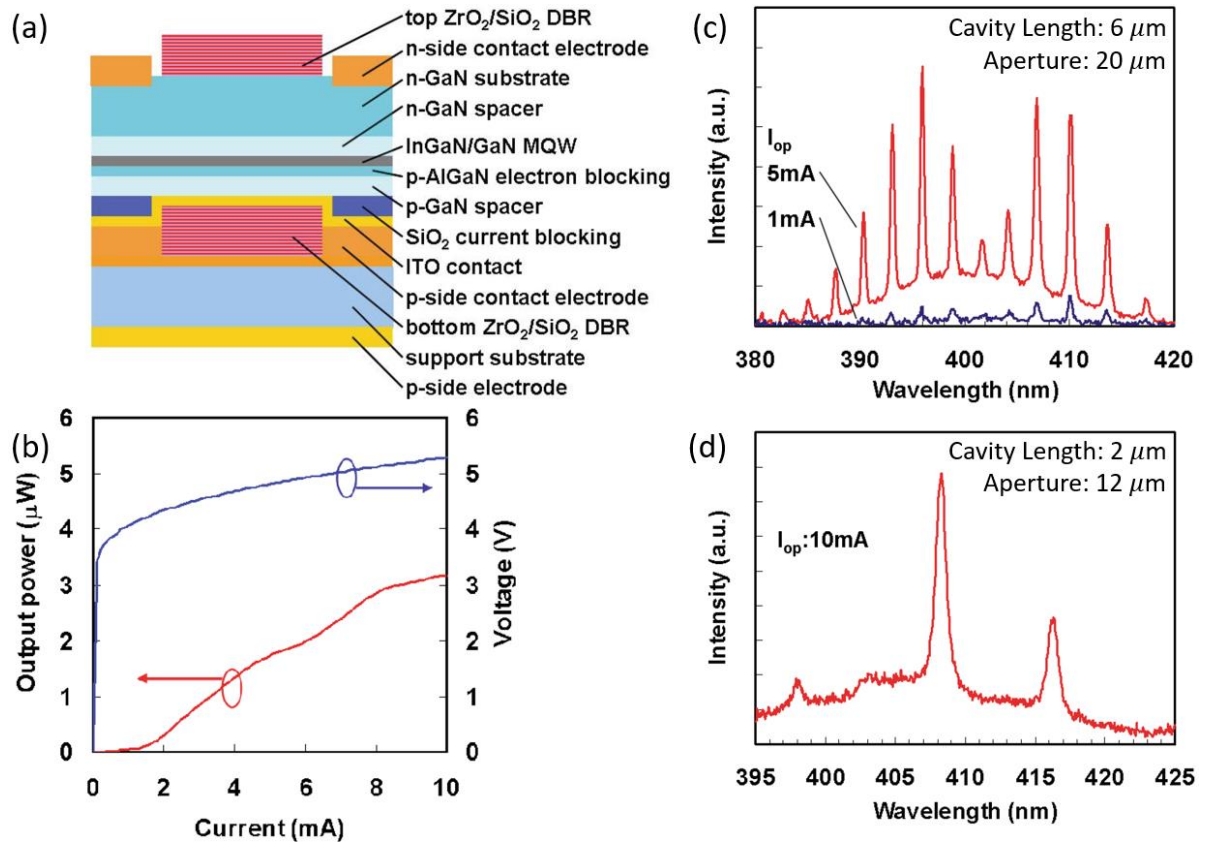 (a)
top ZrO₂/SiO₂ DBR
n-side contact electrode
n-GaN substrate
n-GaN spacer
InGaN/GaN MQW
p-AlGaN electron blocking
p-GaN spacer
SiO₂ current blocking
ITO contact
p-side contact electrode
bottom ZrO₂/SiO₂ DBR
support substrate
p-side electrode
(b)
Output power (μW)
6
5
4
3
2
1
0
Voltage (V)
6
5
4
3
2
1
0
0 2 4 6 8 10
Current (mA)
(c)
Cavity Length: 6 μm
Aperture: 20 μm
Iop
5mA
1mA
Intensity (a.u.)
380 390 400 410 420
Wavelength (nm)
(d)
Cavity Length: 2 μm
Aperture: 12 μm
Iop:10mA
Intensity (a.u.)
395 400 405 410 415 420 425
Wavelength (nm)